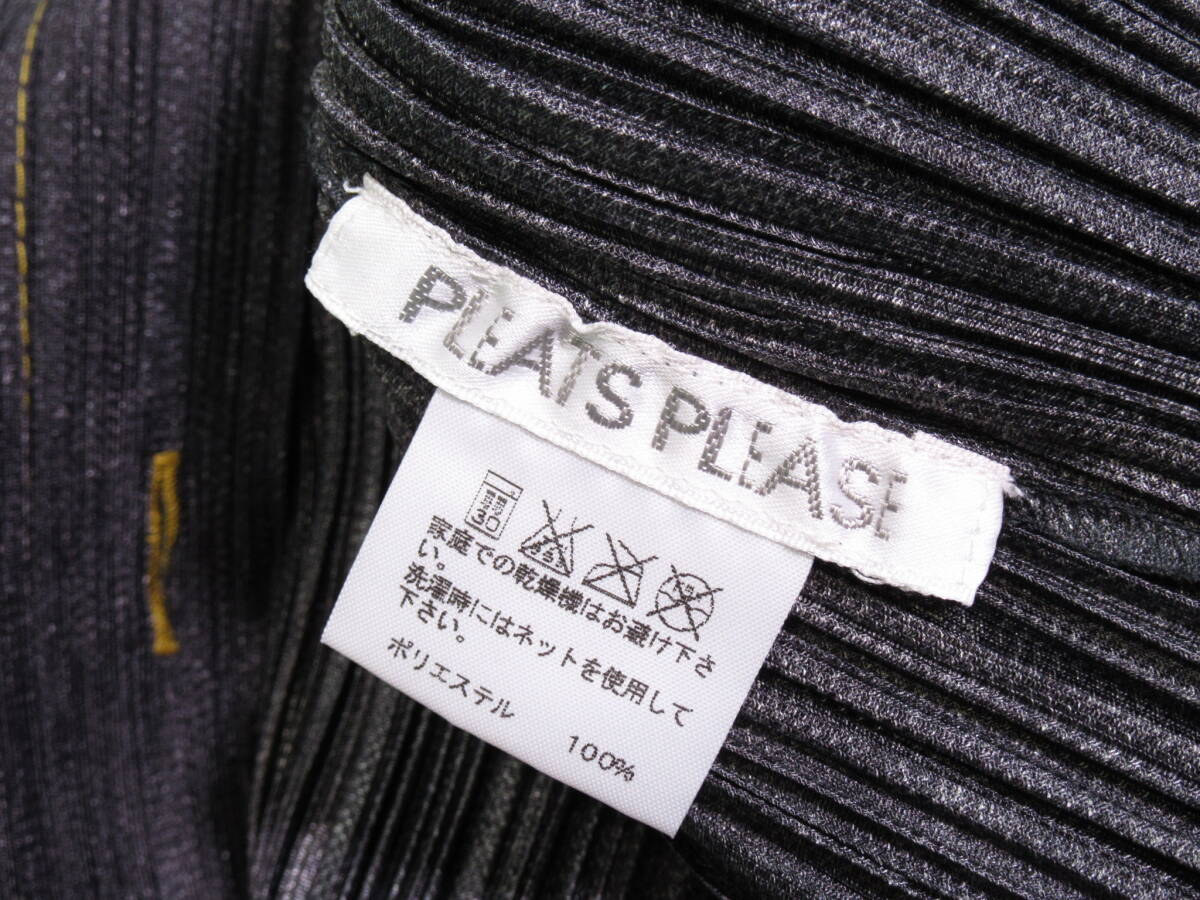 PLEATS PLEASE
家庭での乾燥機はお避け下さ
い。
洗濯時にはネットを使用して
下さい。
ポリエステル
100%